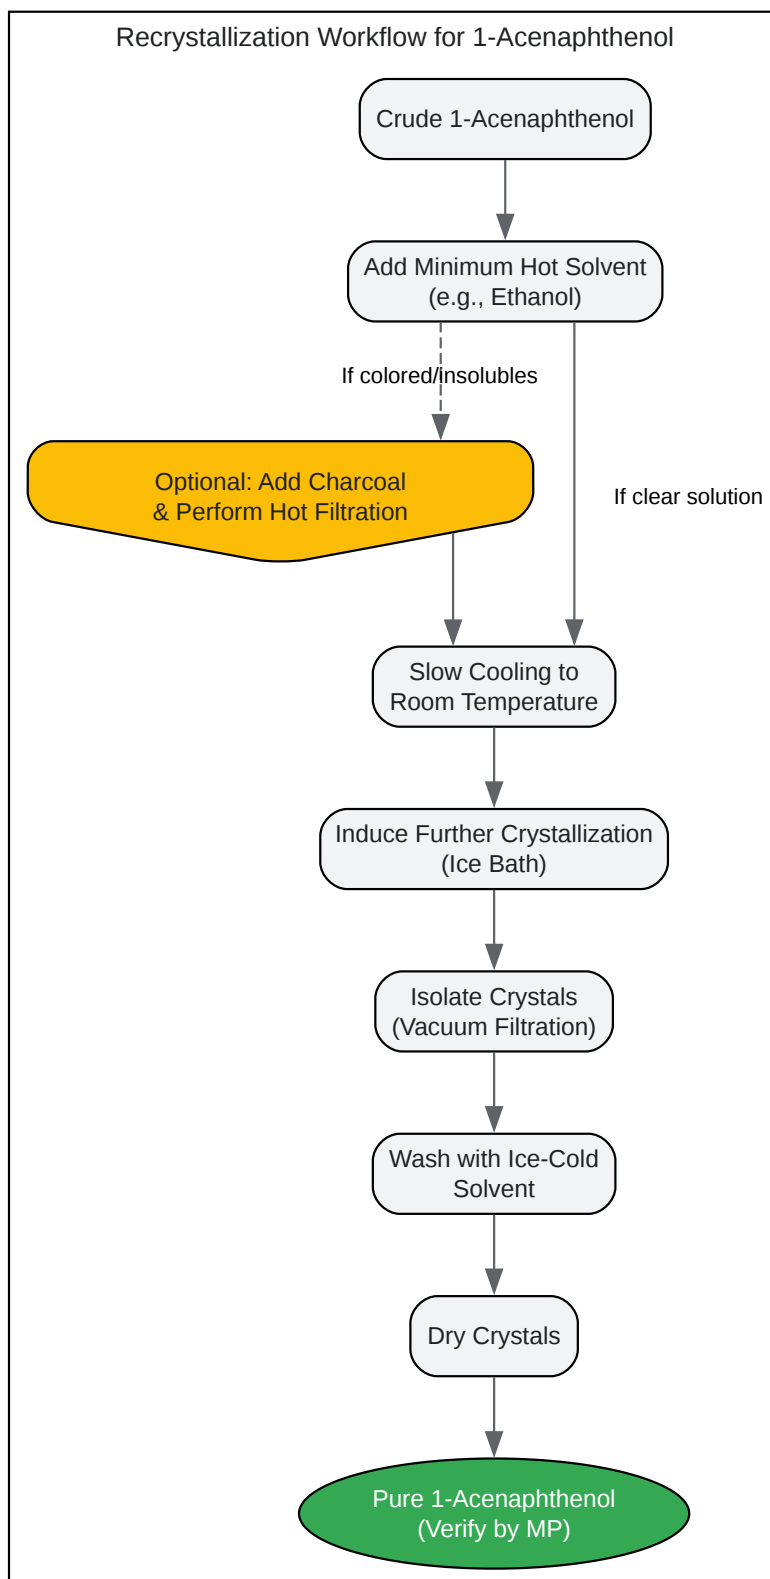 Recrystallization Workflow for 1-Acenaphthenol
Crude 1-Acenaphthenol
Add Minimum Hot Solvent
(e.g., Ethanol)
If colored/insolubles
Optional: Add Charcoal
& Perform Hot Filtration
If clear solution
Slow Cooling to
Room Temperature
Induce Further Crystallization
(Ice Bath)
Isolate Crystals
(Vacuum Filtration)
Wash with Ice-Cold
Solvent
Dry Crystals
Pure 1-Acenaphthenol
(Verify by MP)